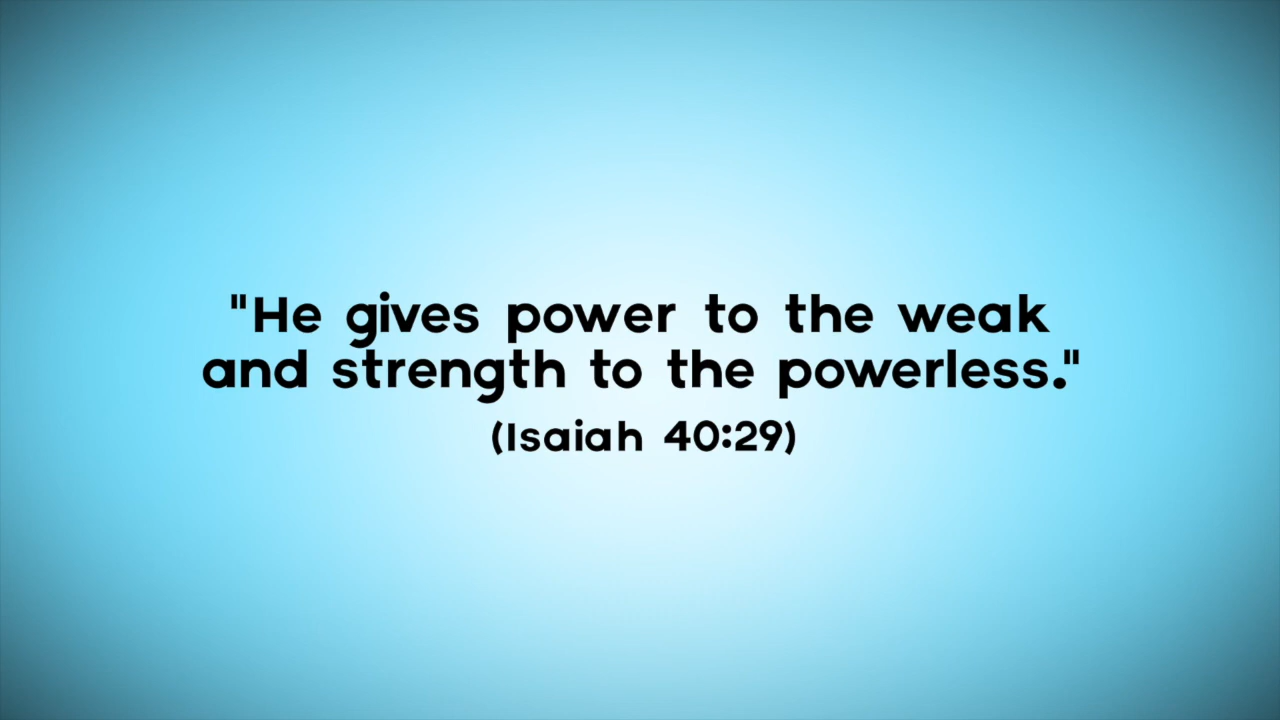 "He gives power to the weak
and strength to the powerless."
(Isaiah 40:29)